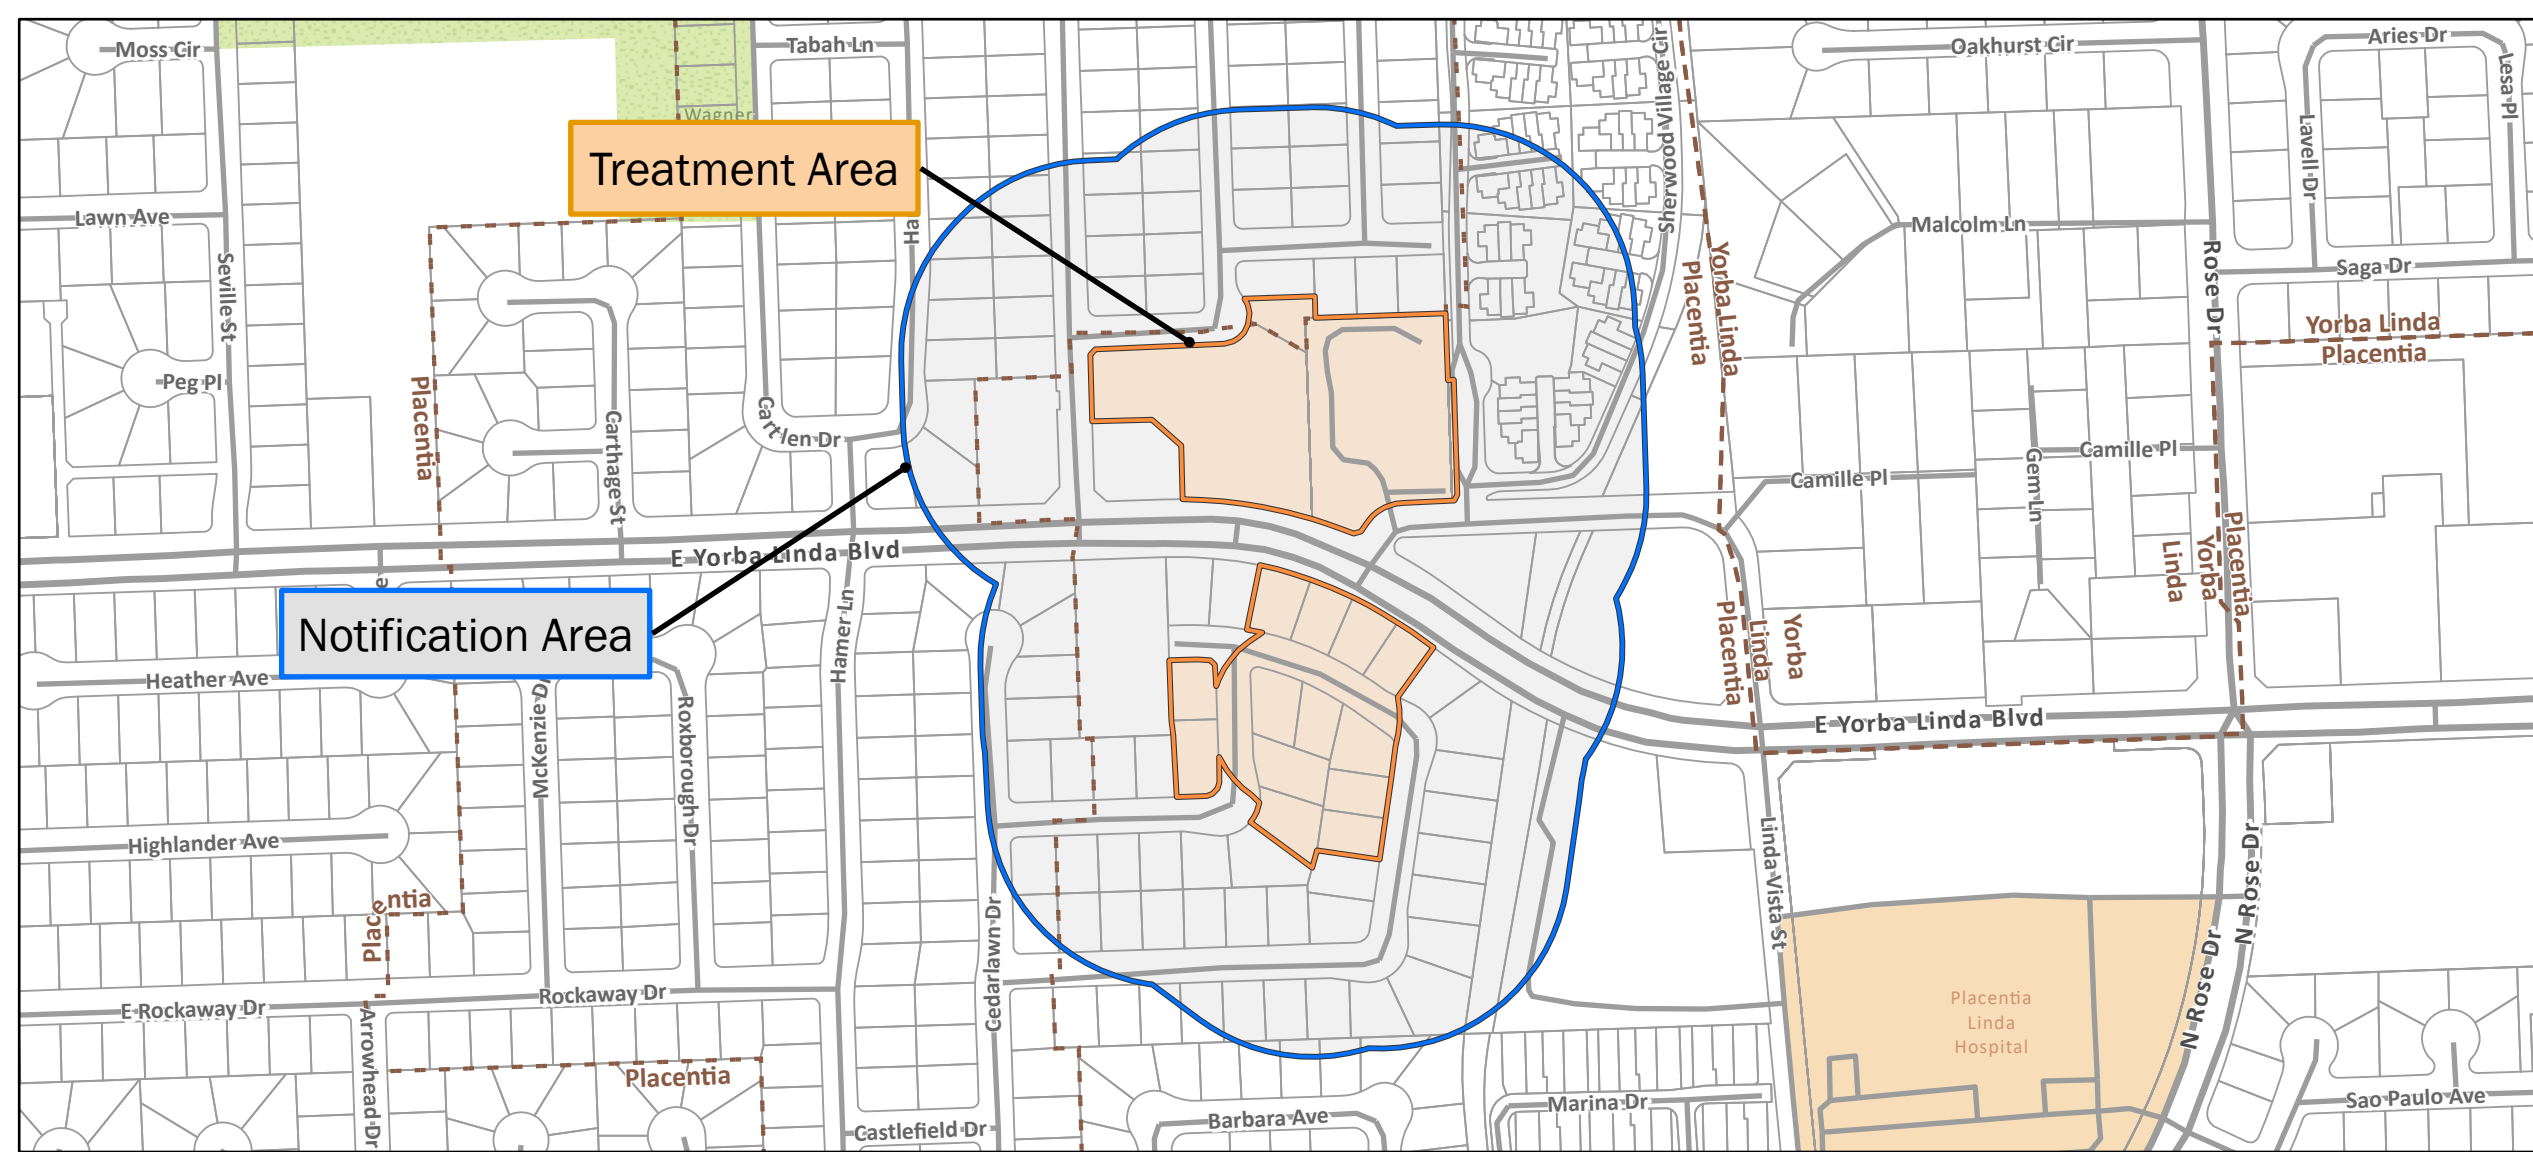 Moss Cir
Tabah Ln
Oakhurst Cir
Aries Dr
Lesa Pl
Wagner
Sherwood Village Cir
Lavell Dr
Treatment Area
Lawn Ave
Ha
Malcolm Ln
Seville St
Rose Dr
Saga Dr
Yorba Linda
Placentia
Yorba Linda
Placentia
Peg Pl
Placentia
Carthage St
Cartlen Dr
Camille Pl
Camille Pl
Gem Ln
E Yorba Linda Blvd
Placentia
Yorba
Linda
e
Notification Area
Hamer Ln
Placentia
Linda
Yorba
Heather Ave
McKenzie Dr
Roxborough Dr
E Yorba Linda Blvd
Highlander Ave
Linda Vista St
N Rose Dr
Placentia
Cedarlawn Dr
N Rose Dr
E Rockaway Dr
Rockaway Dr
Placentia
Linda
Hospital
Arrowhead Dr
Placentia
Barbara Ave
Marina Dr
Sao Paulo Ave
Castlefield Dr